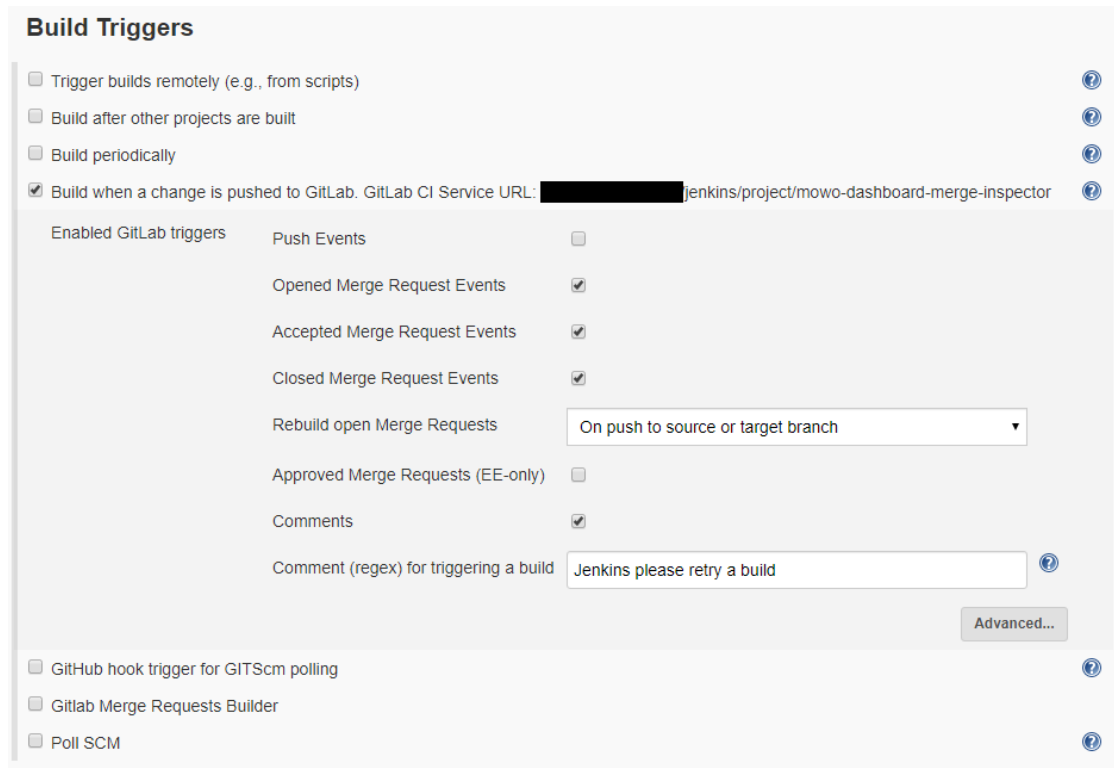 Build Triggers
Trigger builds remotely (e.g., from scripts)
Build after other projects are built
Build periodically
Build when a change is pushed to GitLab. GitLab CI Service URL: /jenkins/project/mowo-dashboard-merge-inspector
Enabled GitLab triggers
Push Events
Opened Merge Request Events
Accepted Merge Request Events
Closed Merge Request Events
Rebuild open Merge Requests On push to source or target branch
Approved Merge Requests (EE-only)
Comments
Comment (regex) for triggering a build Jenkins please retry a build
Advanced...
GitHub hook trigger for GITScm polling
Gitlab Merge Requests Builder
Poll SCM